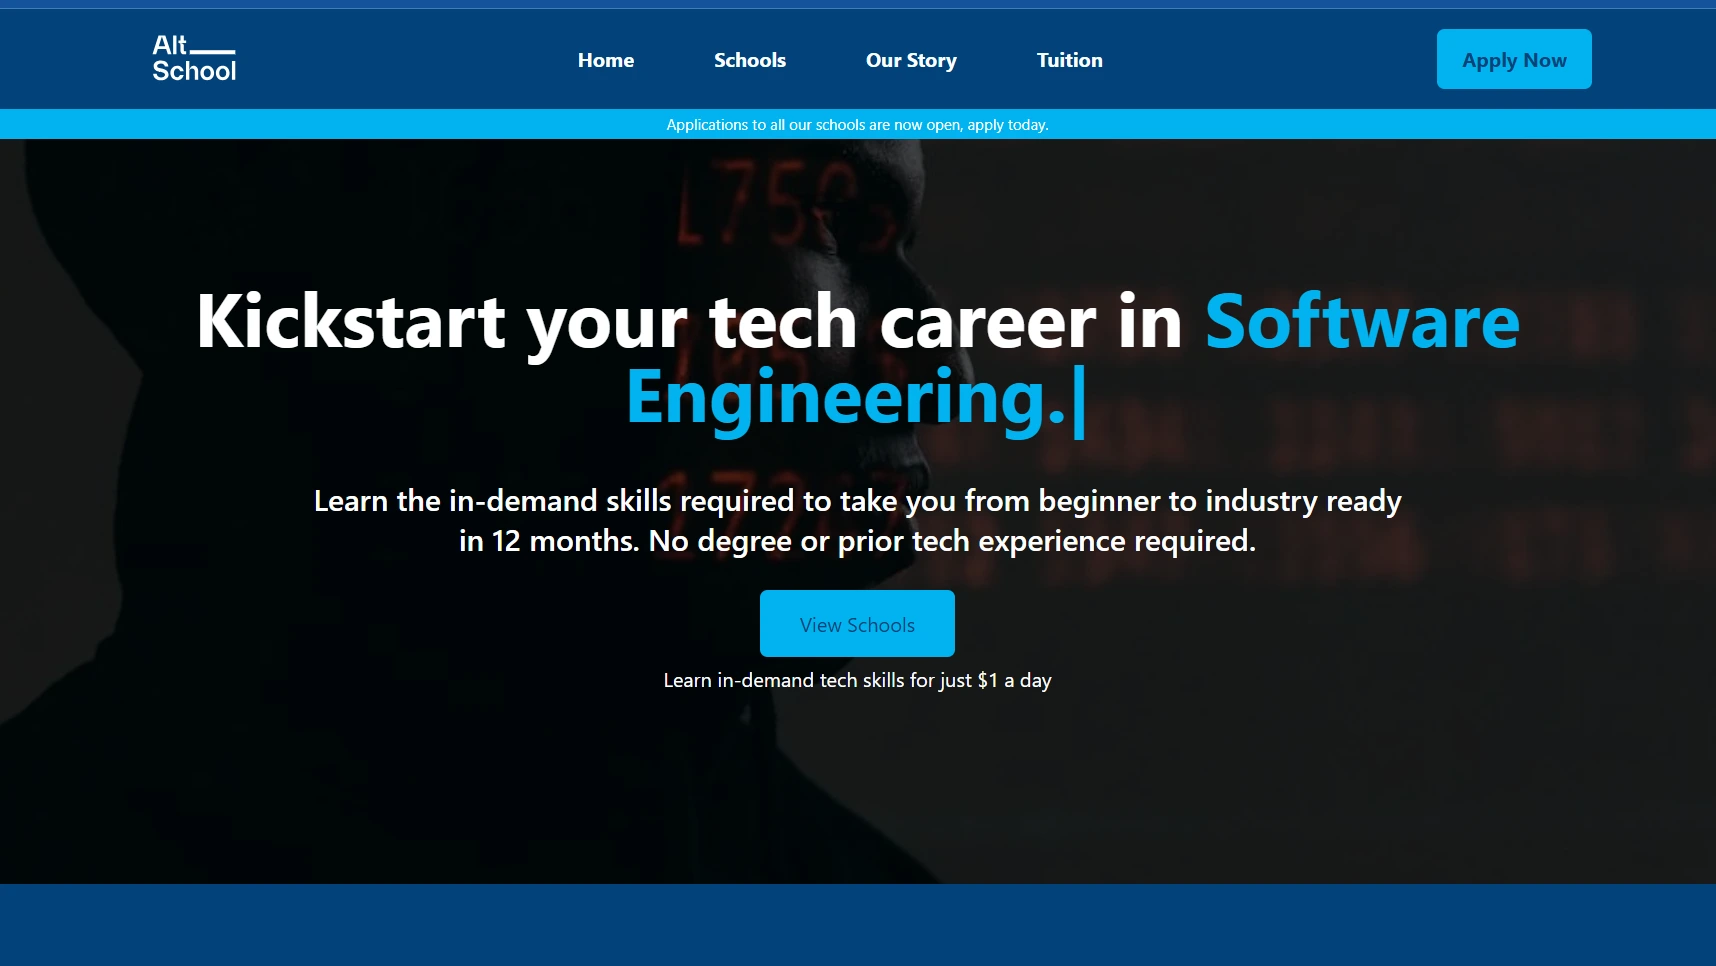 Alt
School
Home
Schools
Our Story
Tuition
Apply Now
Applications to all our schools are now open, apply today.
Kickstart your tech career in Software
Engineering.|
Learn the in-demand skills required to take you from beginner to industry ready
in 12 months. No degree or prior tech experience required.
View Schools
Learn in-demand tech skills for just $1 a day